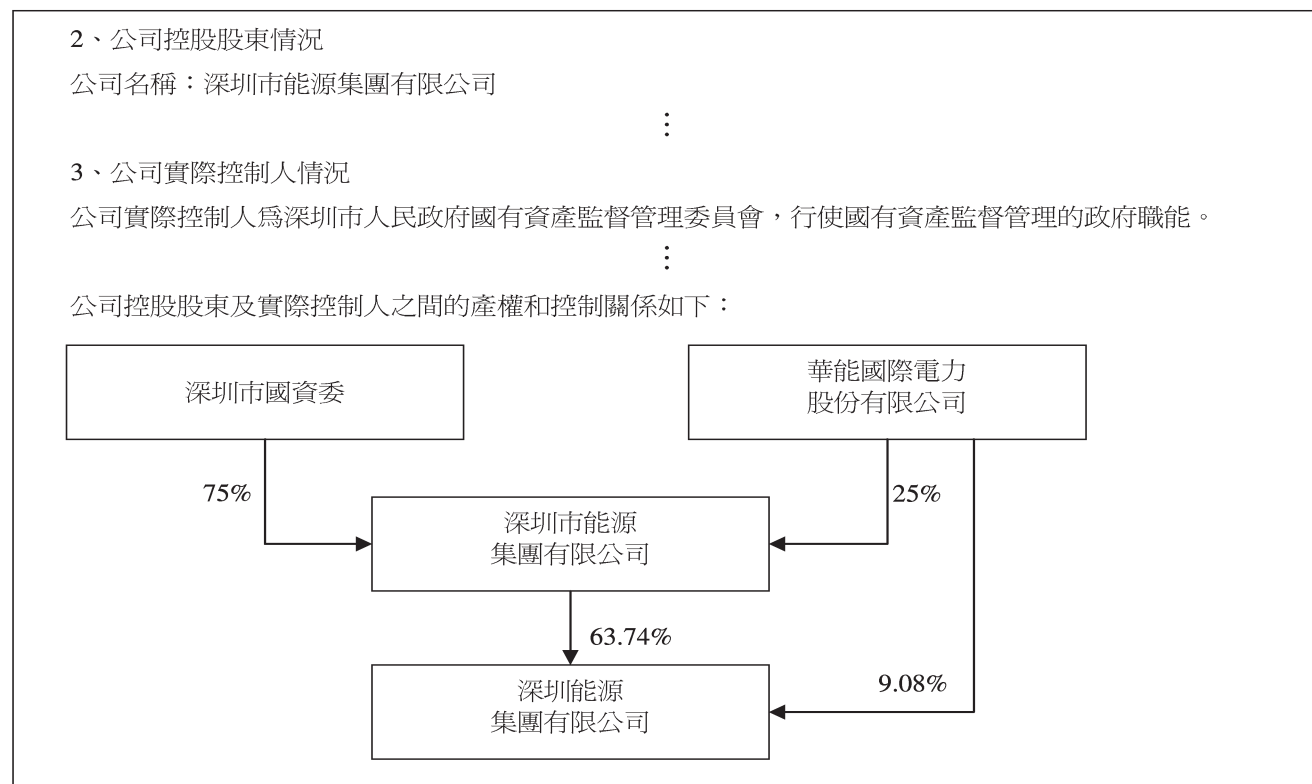 2、公司控股股東情況
公司名稱：深圳市能源集團有限公司
⋮
3、公司實際控制人情況
公司實際控制人爲深圳市人民政府國有資產監督管理委員會，行使國有資產監督管理的政府職能。
⋮
公司控股股東及實際控制人之間的產權和控制關係如下：
深圳市國資委
華能國際電力
股份有限公司
75%
25%
深圳市能源
集團有限公司
63.74%
9.08%
深圳能源
集團有限公司